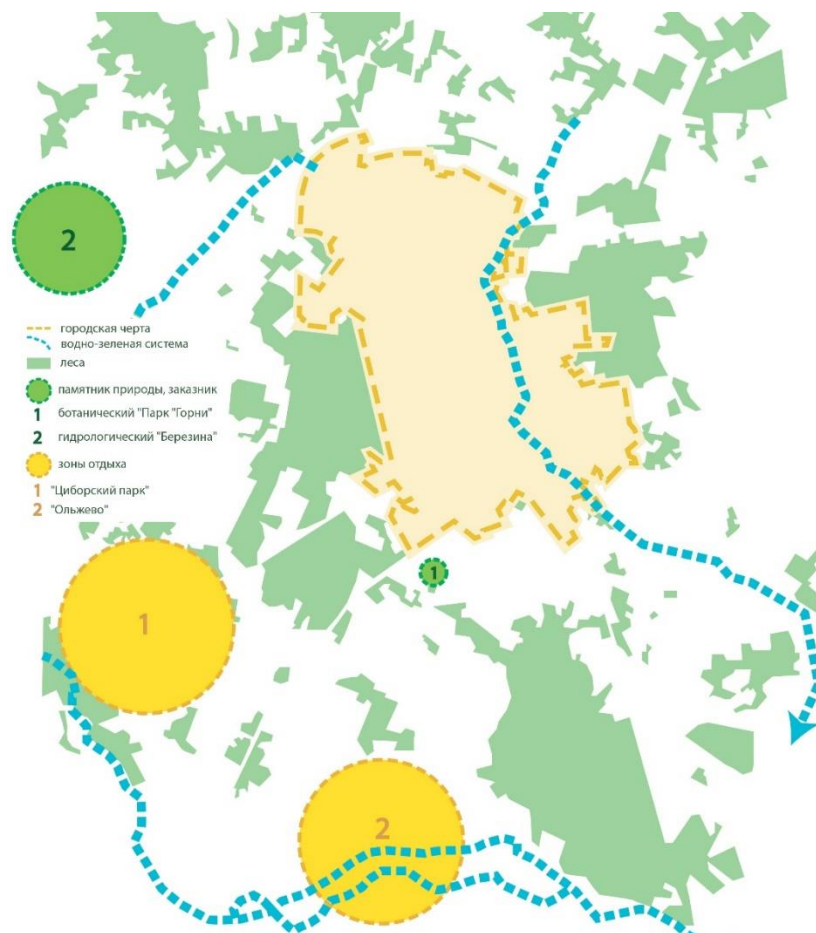 2
городская черта
водно-зеленая система
леса
памятник природы, заказник
1 ботанический "Парк "Горни"
2 гидрологический "Березина"
зоны отдыха
1 "Циборский парк"
2 "Ольжево"
1
1
2